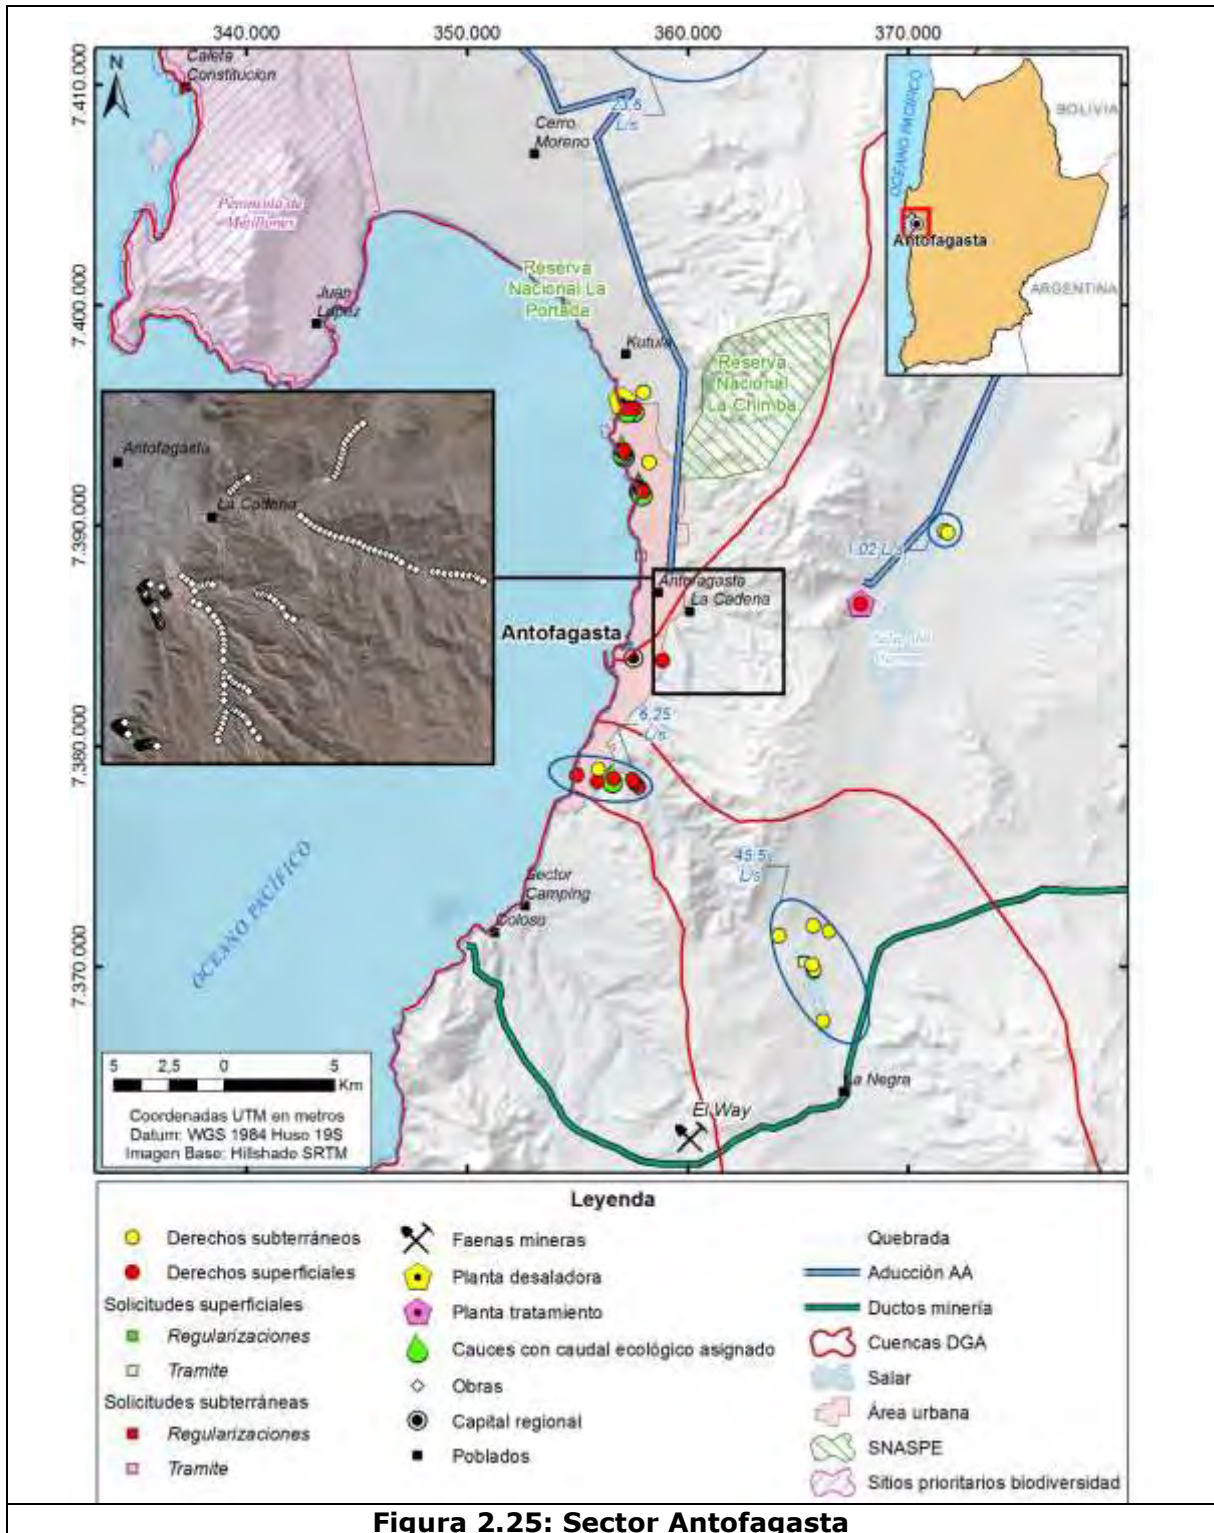 340.000
350.000
360.000
370.000
7.410.000
7.400.000
7.390.000
7.380.000
7.370.000
N
Caleta
Constitucion
Cerro
Moreno
23,5
L/s
Peninsula de
Mejillones
Juan
Lopez
Reserva
Nacional La
Portada
Kutula
Reserva
Nacional
La Chimba
OCEANO PACIFICO
BOLIVIA
Antofagasta
ARGENTINA
Antofagasta
La Cadena
1,02 L/s
Antofagasta
La Cadena
Antofagasta
6,25
L/s
OCEANO PACÍFICO
45,5
L/s
Sector
Camping
Coloso
La Negra
El Way
5 2,5 0 5
Km
Coordenadas UTM en metros
Datum: WGS 1984 Huso 19S
Imagen Base: Hillshade SRTM
Leyenda
Derechos subterráneos
Derechos superficiales
Solicitudes superficiales
Regularizaciones
Tramite
Solicitudes subterráneas
Regularizaciones
Tramite
Faenas mineras
Planta desaladora
Planta tratamiento
Cauces con caudal ecológico asignado
Obras
Capital regional
Poblados
Quebrada
Aducción AA
Ductos minería
Cuencas DGA
Salar
Área urbana
SNASPE
Sitios prioritarios biodiversidad
Figura 2.25: Sector Antofagasta